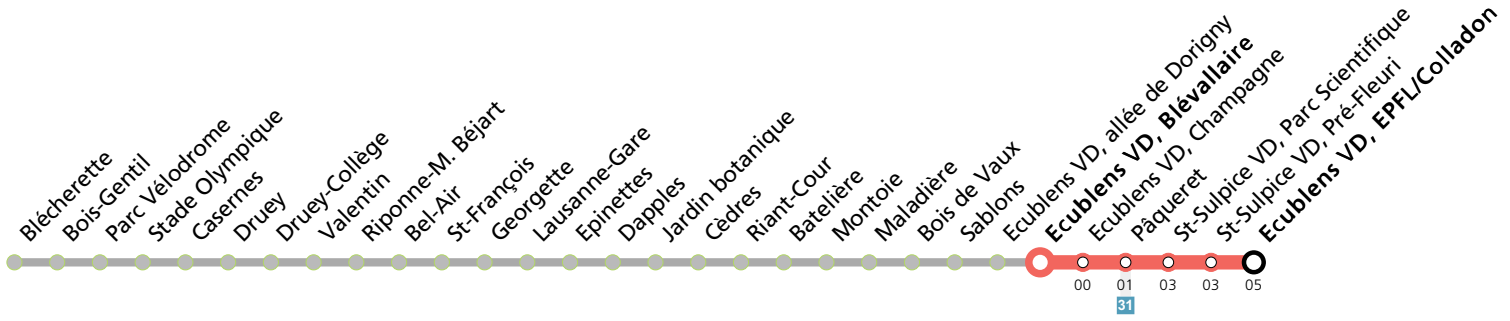 Blécherette
Bois-Gentil
Parc Vélodrome
Stade Olympique
Casernes
Druey
Druey-Collège
Valentin
Riponne-M. Béjart
Bel-Air
St-François
Georgette
Lausanne-Gare
Epinettes
Dapples
Jardin botanique
Cèdres
Riant-Cour
Batelière
Montoie
Maladière
Bois de Vaux
Sablons
Ecublens VD, allée de Dorigny
Ecublens VD, Blévallaire
Ecublens VD, Champagne
Pâqueret
St-Sulpice VD, Parc Scientifique
St-Sulpice VD, Pré-Fleuri
Ecublens VD, EPFL/Colladon
00 01 03 03 05
31